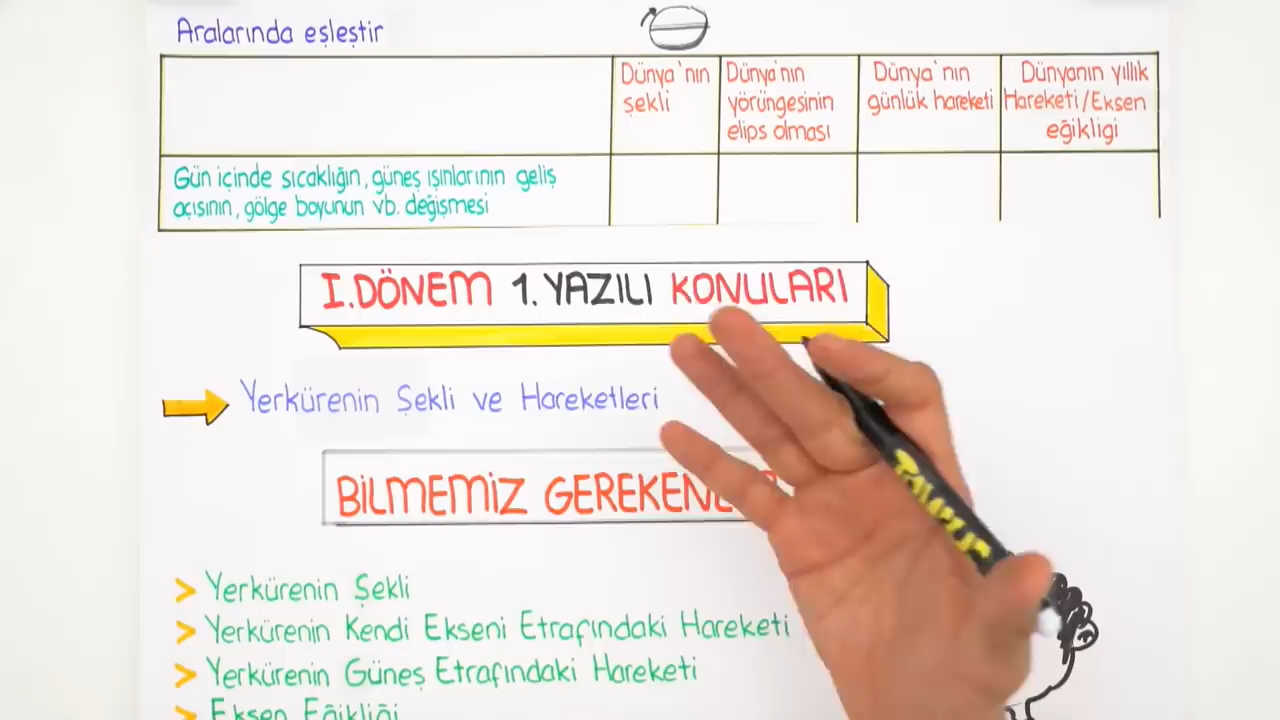 Aralarında eşleştir
Dünya'nın
şekli
Dünya'nın
yörüngesinin
elips olması
Dünya'nın
günlük hareketi
Dünyanın yıllık
Hareketi/Eksen
eğikligi
Gün içinde sıcaklığın, güneş ışınlarının geliş
açısının, gölge boyunun vb. değişmesi
I. DÖNEM 1. YAZILI KONULARI
Yerkürenin Şekli ve Hareketleri
BİLMEMİZ
> Yerkürenin Şekli
> Yerkürenin Kendi Ekseni Etrafındaki Hareketi
> Yerkürenin Güneş Etrafındaki Hareketi
> Eksen Eğikliği